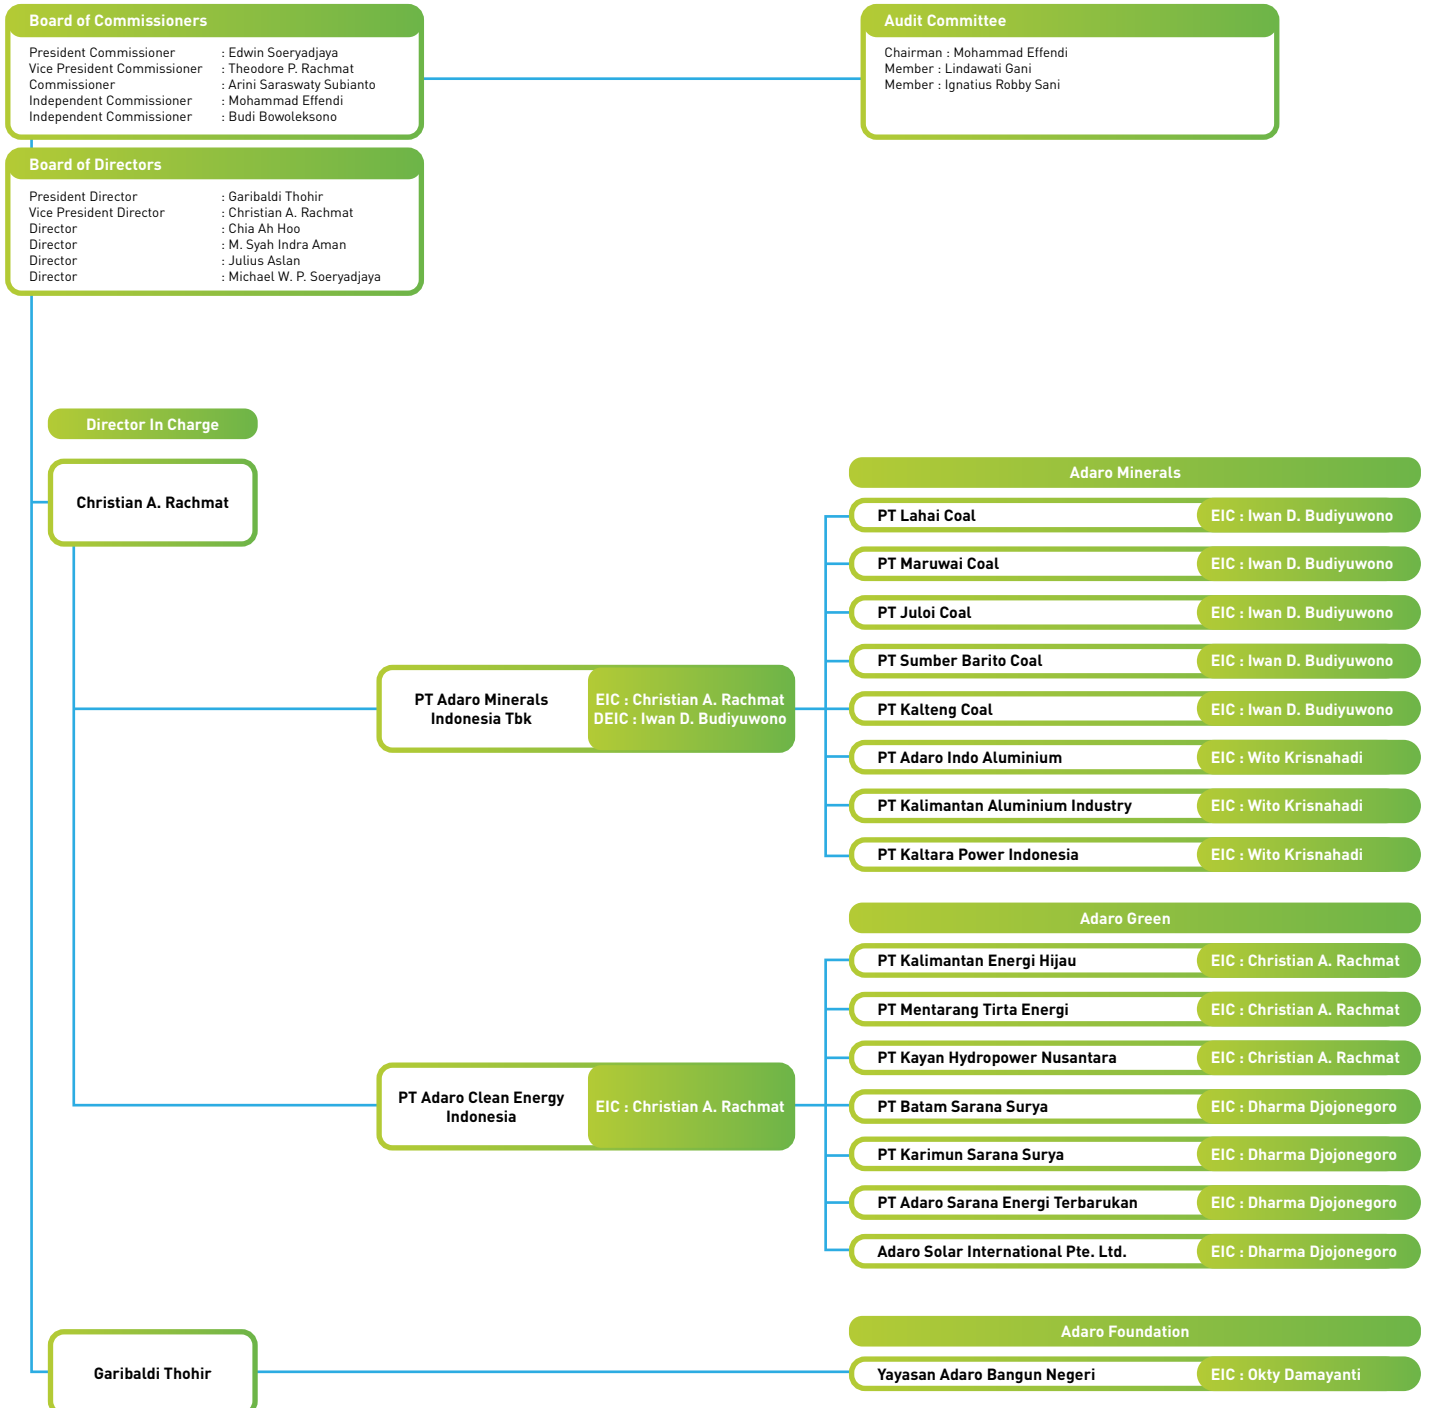 Board of Commissioners
President Commissioner : Edwin Soeryadjaya
Vice President Commissioner : Theodore P. Rachmat
Commissioner : Arini Saraswaty Subianto
Independent Commissioner : Mohammad Effendi
Independent Commissioner : Budi Bowoleksono
Audit Committee
Chairman : Mohammad Effendi
Member : Lindawati Gani
Member : Ignatius Robby Sani
Board of Directors
President Director : Garibaldi Thohir
Vice President Director : Christian A. Rachmat
Director : Chia Ah Hoo
Director : M. Syah Indra Aman
Director : Julius Aslan
Director : Michael W. P. Soeryadjaya
Director In Charge
Christian A. Rachmat
PT Adaro Minerals
Indonesia Tbk
EIC : Christian A. Rachmat
DEIC : Iwan D. Budiyuwono
Adaro Minerals
PT Lahai Coal EIC : Iwan D. Budiyuwono
PT Maruwai Coal EIC : Iwan D. Budiyuwono
PT Juloi Coal EIC : Iwan D. Budiyuwono
PT Sumber Barito Coal EIC : Iwan D. Budiyuwono
PT Kalteng Coal EIC : Iwan D. Budiyuwono
PT Adaro Indo Aluminium EIC : Wito Krisnahadi
PT Kalimantan Aluminium Industry EIC : Wito Krisnahadi
PT Kaltara Power Indonesia EIC : Wito Krisnahadi
PT Adaro Clean Energy
Indonesia
EIC : Christian A. Rachmat
Adaro Green
PT Kalimantan Energi Hijau EIC : Christian A. Rachmat
PT Mentarang Tirta Energi EIC : Christian A. Rachmat
PT Kayan Hydropower Nusantara EIC : Christian A. Rachmat
PT Batam Sarana Surya EIC : Dharma Djojonegoro
PT Karimun Sarana Surya EIC : Dharma Djojonegoro
PT Adaro Sarana Energi Terbarukan EIC : Dharma Djojonegoro
Adaro Solar International Pte. Ltd. EIC : Dharma Djojonegoro
Garibaldi Thohir
Adaro Foundation
Yayasan Adaro Bangun Negeri EIC : Okty Damayanti